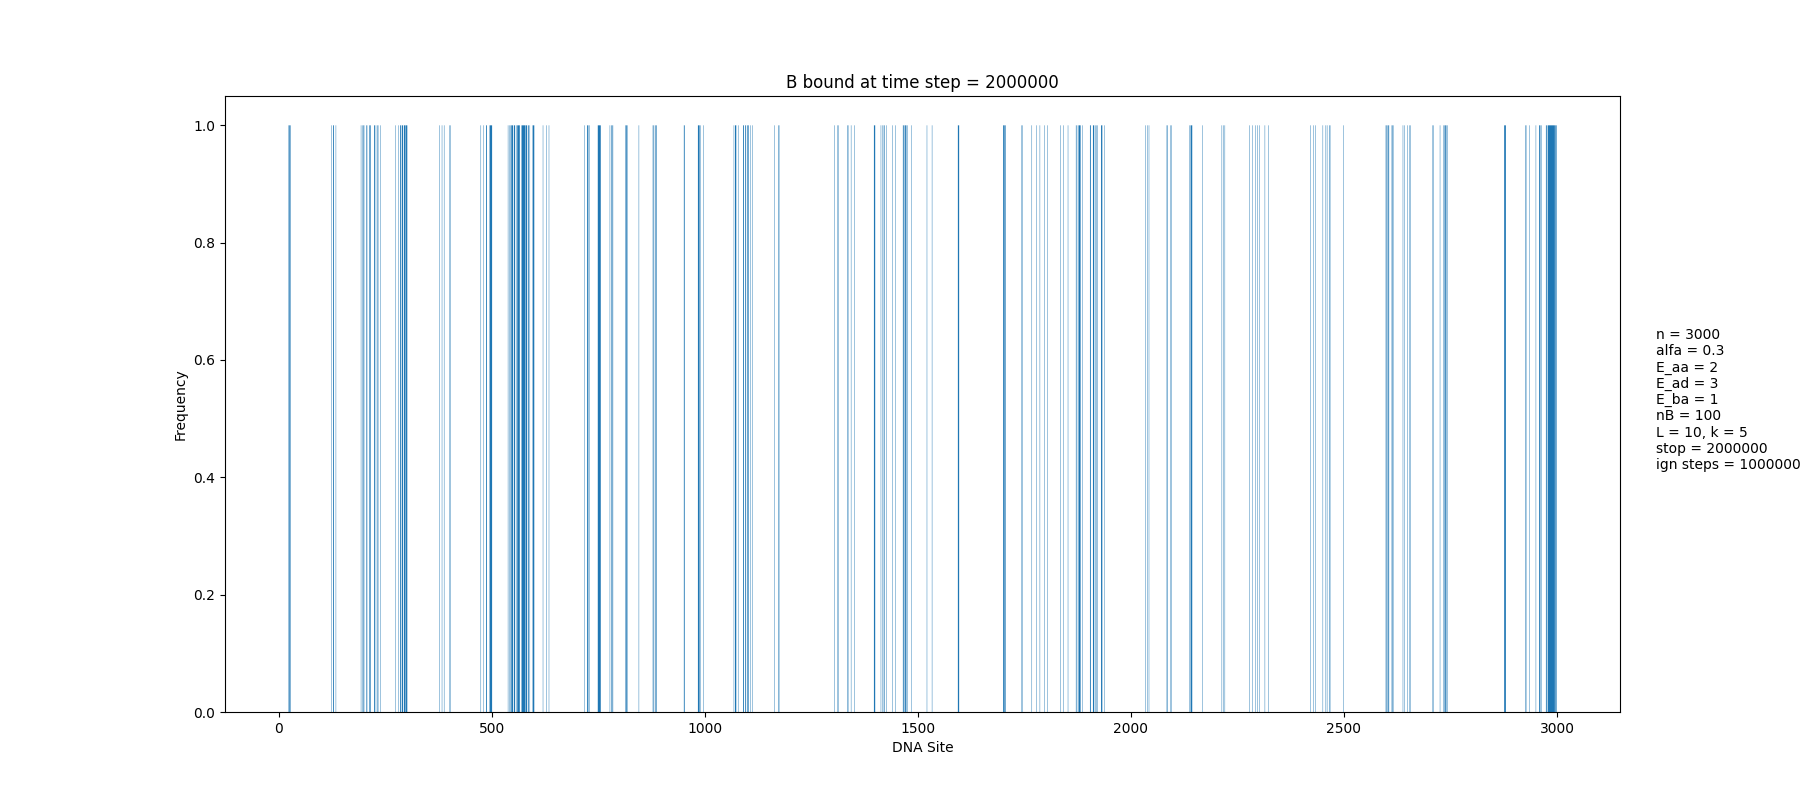 B bound at time step = 2000000
1.0
0.8
0.6
0.4
0.2
0.0
Frequency
0 500 1000 1500 2000 2500 3000
DNA Site
n = 3000
alfa = 0.3
E_aa = 2
E_ad = 3
E_ba = 1
nB = 100
L = 10, k = 5
stop = 2000000
ign steps = 1000000